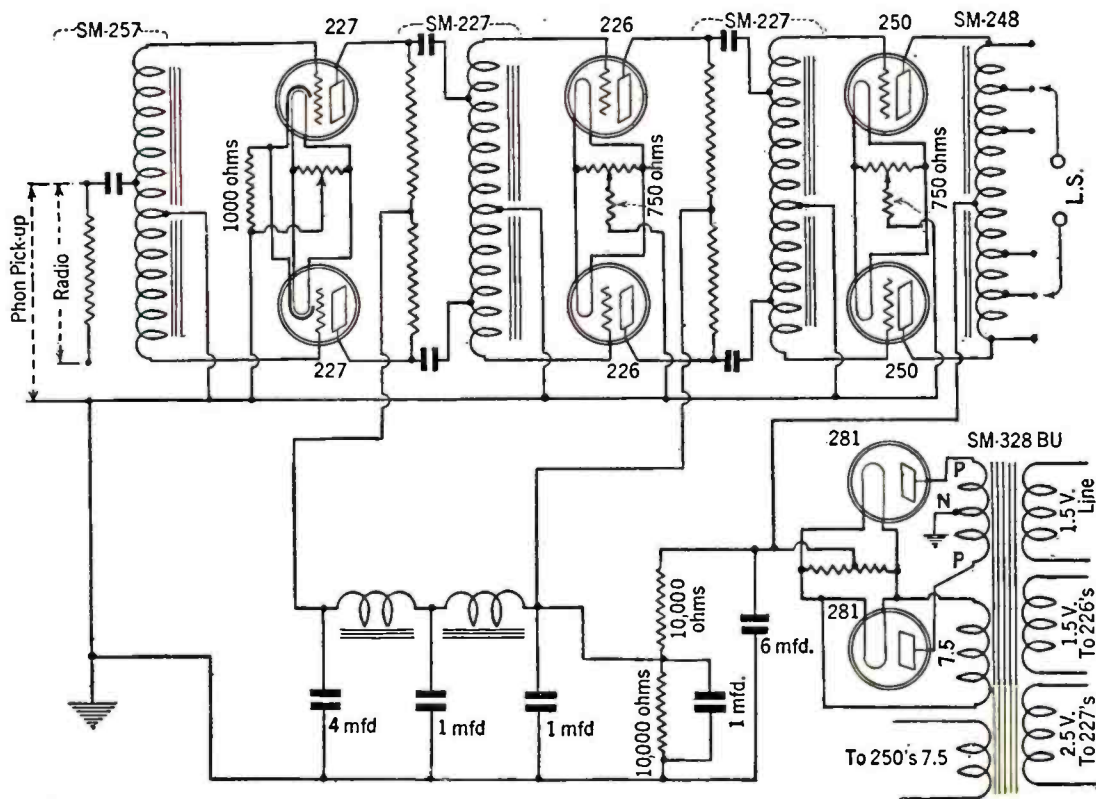 SM-257
227
SM-227
226
SM-227
250
SM-248
1000 ohms
750 ohms
750 ohms
L.S.
Phon Pick-up
Radio
227
226
250
281
SM-328 BU
P
N
P
1.5 V.
Line
10,000
ohms
281
6 mfd.
7.5
1.5 V.
To 226's
4 mfd
1 mfd
1 mfd
10,000 ohms
1 mfd.
2.5 V.
To 227's
To 250's 7.5